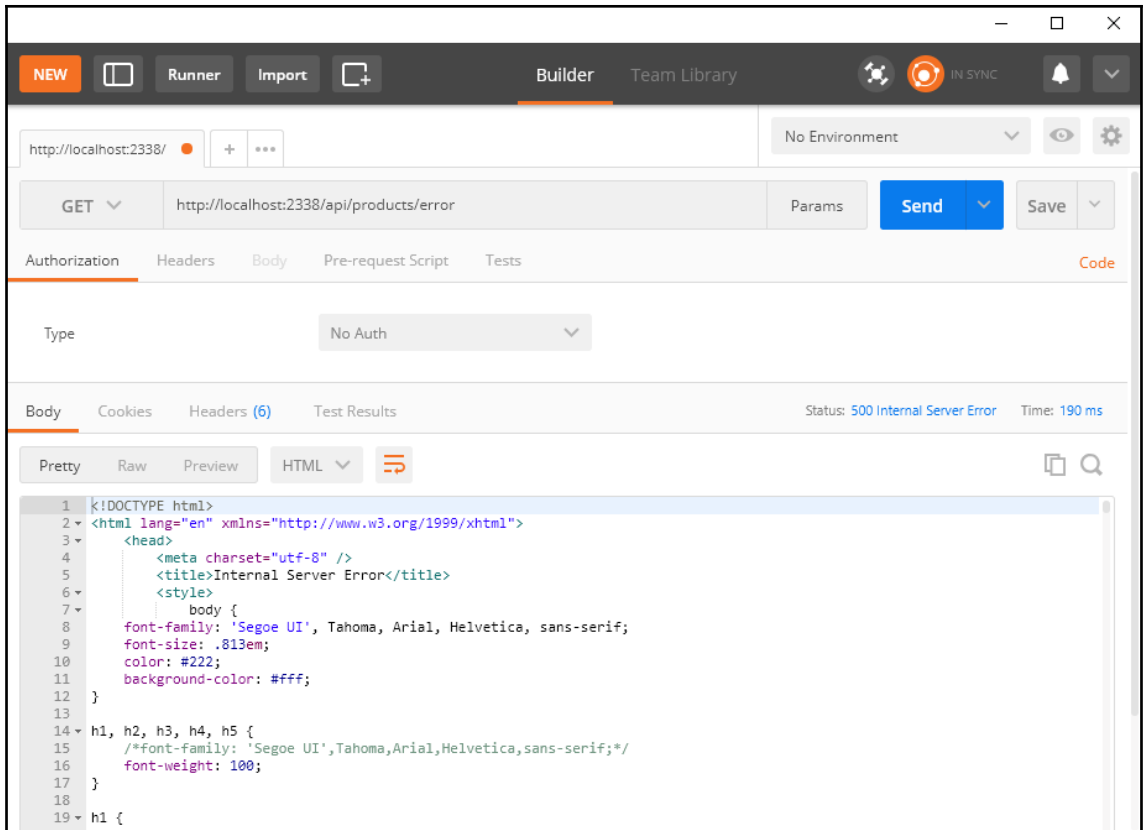 NEW Runner Import Builder Team Library IN SYNC
http://localhost:2338/ + ••• No Environment
GET http://localhost:2338/api/products/error Params Send Save
Authorization Headers Body Pre-request Script Tests Code
Type No Auth
Body Cookies Headers (6) Test Results Status: 500 Internal Server Error Time: 190 ms
Pretty Raw Preview HTML
1 <!DOCTYPE html>
2 <html lang="en" xmlns="http://www.w3.org/1999/xhtml">
3 <head>
4 <meta charset="utf-8" />
5 <title>Internal Server Error</title>
6 <style>
7 body {
8 font-family: 'Segoe UI', Tahoma, Arial, Helvetica, sans-serif;
9 font-size: .813em;
10 color: #222;
11 background-color: #fff;
12 }
13
14 h1, h2, h3, h4, h5 {
15 /*font-family: 'Segoe UI',Tahoma,Arial,Helvetica,sans-serif;*/
16 font-weight: 100;
17 }
18
19 h1 {